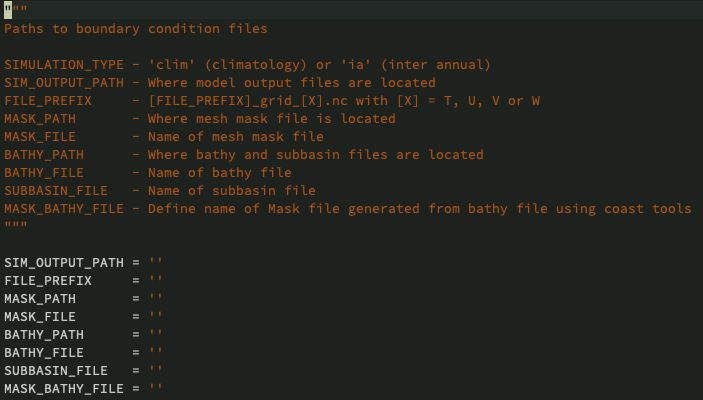 """
Paths to boundary condition files
SIMULATION_TYPE - 'clim' (climatology) or 'ia' (inter annual)
SIM_OUTPUT_PATH - Where model output files are located
FILE_PREFIX     - [FILE_PREFIX]_grid_[X].nc with [X] = T, U, V or W
MASK_PATH       - Where mesh mask file is located
MASK_FILE       - Name of mesh mask file
BATHY_PATH      - Where bathy and subbasin files are located
BATHY_FILE      - Name of bathy file
SUBBASIN_FILE   - Name of subbasin file
MASK_BATHY_FILE - Define name of Mask file generated from bathy file using coast tools
"""
SIM_OUTPUT_PATH = ''
FILE_PREFIX     = ''
MASK_PATH       = ''
MASK_FILE       = ''
BATHY_PATH      = ''
BATHY_FILE      = ''
SUBBASIN_FILE   = ''
MASK_BATHY_FILE = ''